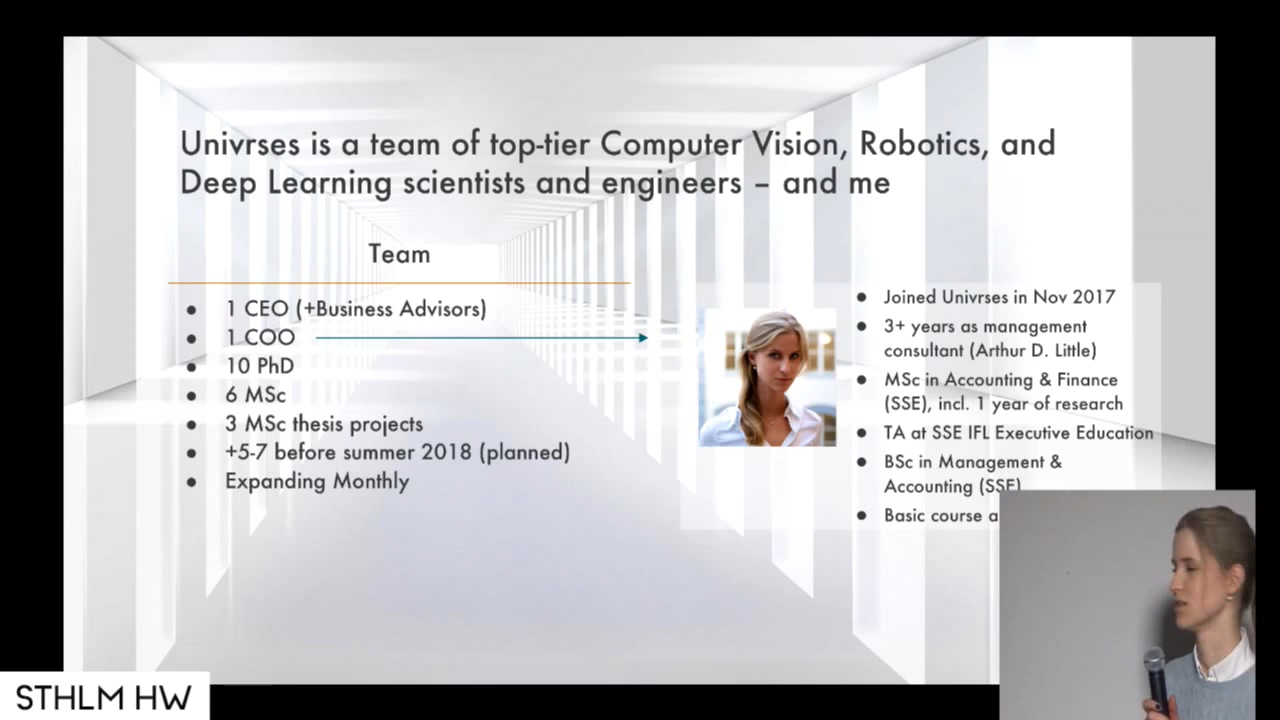 Univrses is a team of top-tier Computer Vision, Robotics, and
Deep Learning scientists and engineers – and me
Team
● 1 CEO (+Business Advisors)
● 1 COO
● 10 PhD
● 6 MSc
● 3 MSc thesis projects
● +5-7 before summer 2018 (planned)
● Expanding Monthly
● Joined Univrses in Nov 2017
● 3+ years as management
consultant (Arthur D. Little)
● MSc in Accounting & Finance
(SSE), incl. 1 year of research
● TA at SSE IFL Executive Education
● BSc in Management &
Accounting (SSE)
● Basic course a
STHLM HW